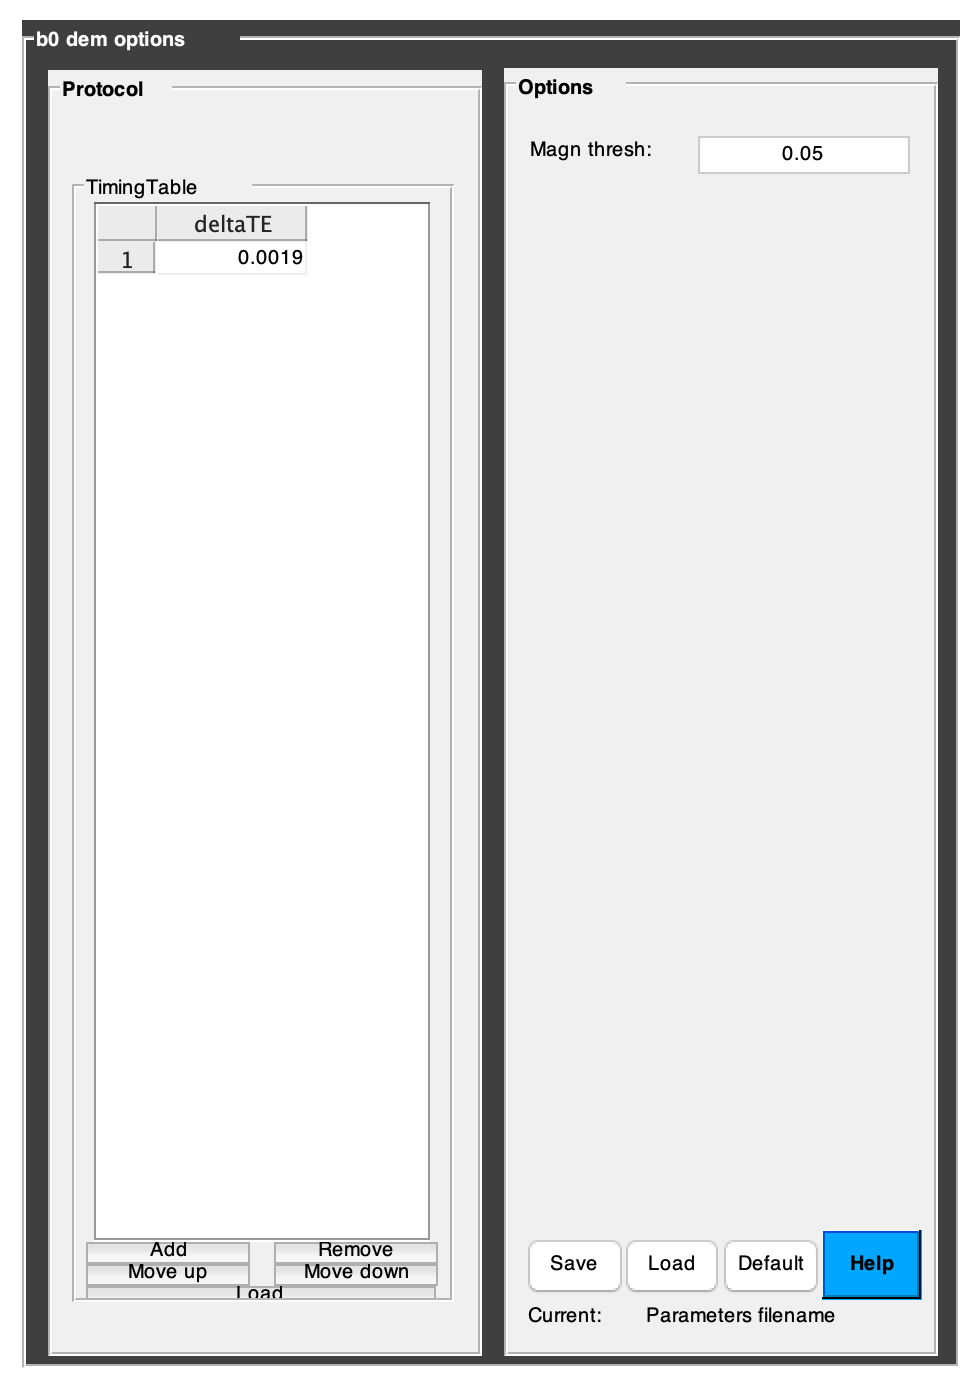 b0 dem options
Protocol
TimingTable
deltaTE
1 0.0019
Add Remove
Move up Move down
Load
Options
Magn thresh: 0.05
Save Load Default Help
Current: Parameters filename